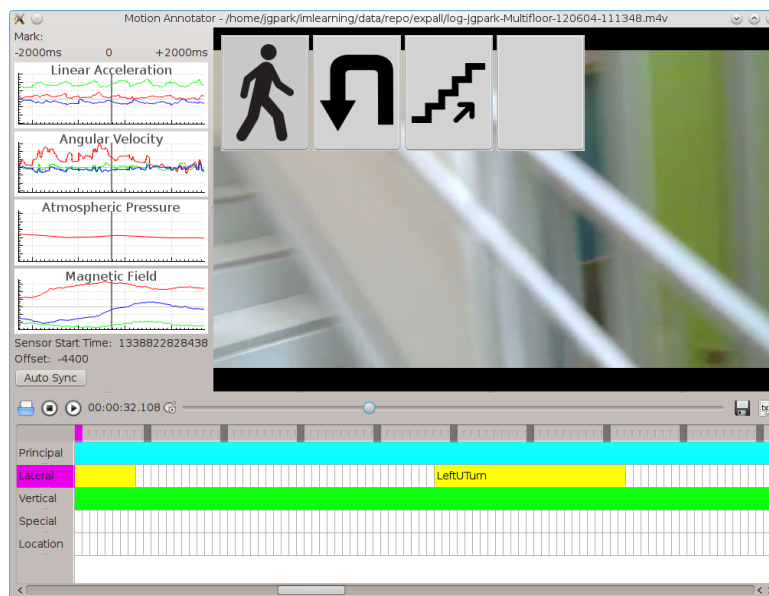 Motion Annotator - /home/jgpark/imlearning/data/repo/expall/log-jgpark-Multifloor-120604-111348.m4v
Mark:
-2000ms 0 +2000ms
Linear Acceleration
Angular Velocity
Atmospheric Pressure
Magnetic Field
Sensor Start Time: 1338822828438
Offset: -4400
Auto Sync
00:00:32.108
Principal
Lateral LeftUTurn
Vertical
Special
Location